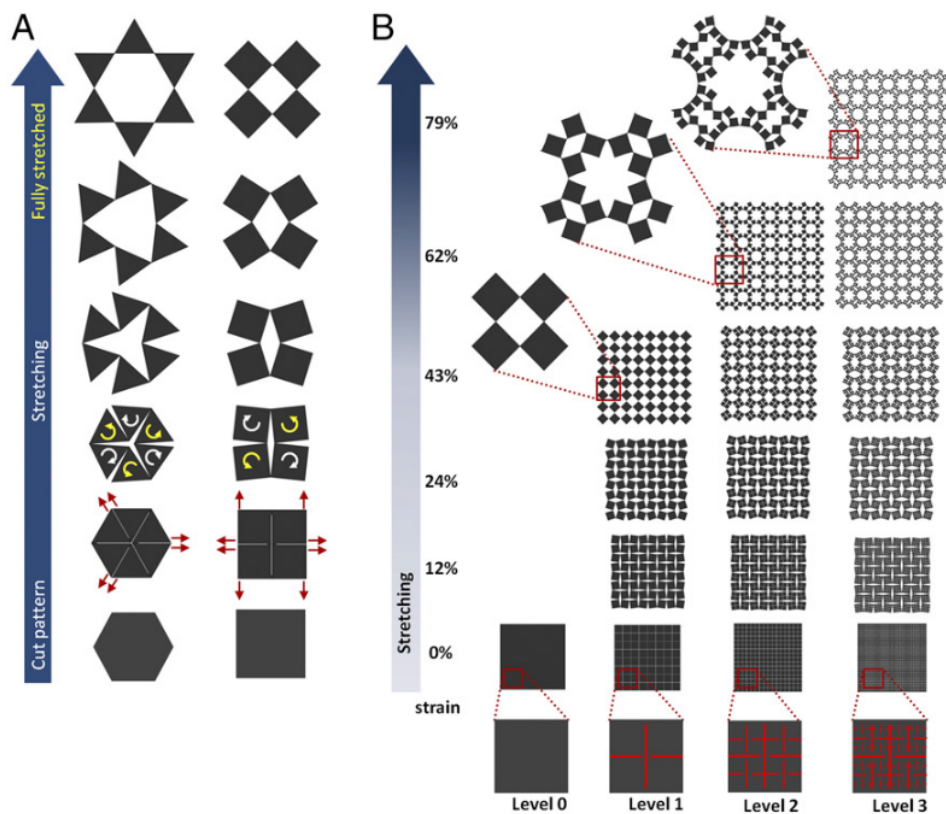 A
B
Fully stretched
Stretching
Cut pattern
79%
62%
43%
24%
12%
0%
strain
Stretching
Level 0
Level 1
Level 2
Level 3